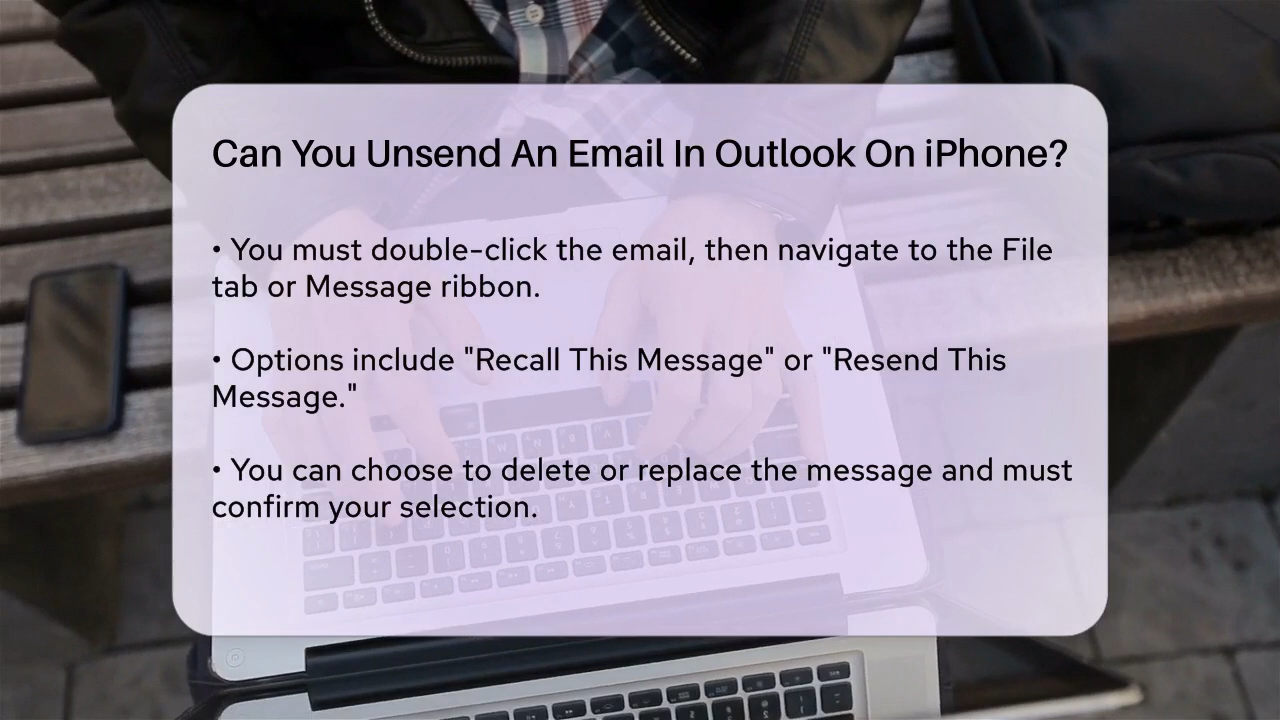 Can You Unsend An Email In Outlook On iPhone?
• You must double-click the email, then navigate to the File
tab or Message ribbon.
• Options include "Recall This Message" or "Resend This
Message."
• You can choose to delete or replace the message and must
confirm your selection.